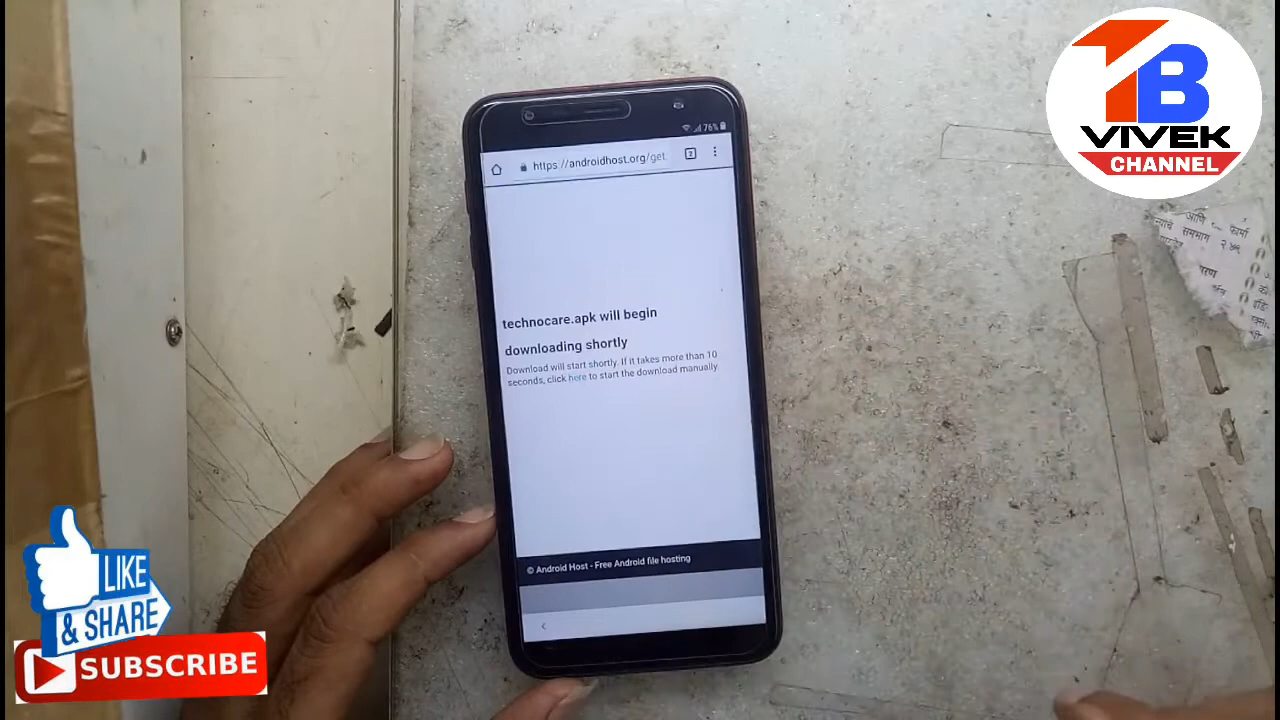 1B
VIVEK
CHANNEL
76%
https://androidhost.org/get
2
technocare.apk will begin
downloading shortly
Download will start shortly. If it takes more than 10
seconds, click here to start the download manually
© Android Host - Free Android file hosting
आणि
फार्मा
समभाग
LIKE
& SHARE
SUBSCRIBE